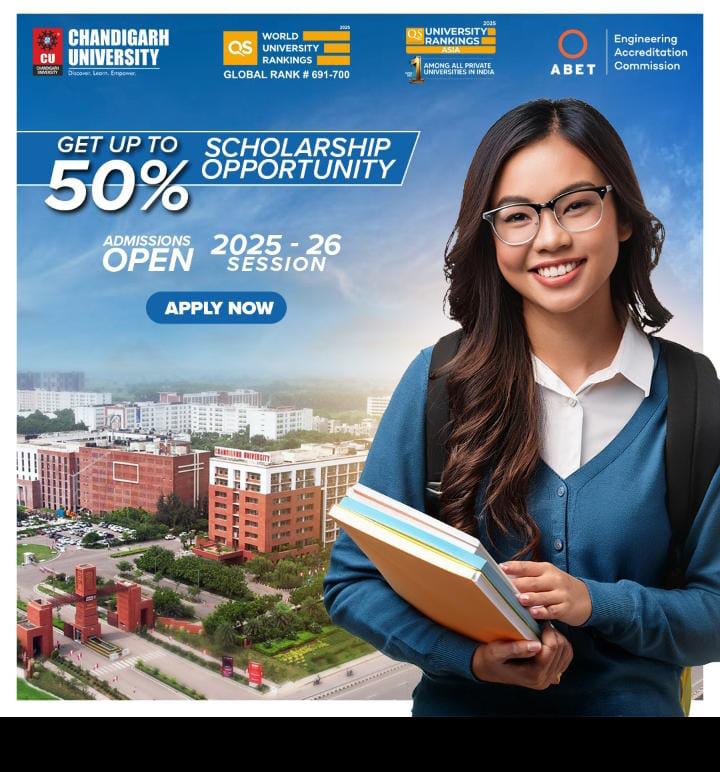 CU
CHANDIGARH
UNIVERSITY
CHANDIGARH
UNIVERSITY
Discover. Learn. Empower.
2025
QS
WORLD
UNIVERSITY
RANKINGS
GLOBAL RANK # 691-700
2025
QS
UNIVERSITY
RANKINGS
ASIA
1
AMONG ALL PRIVATE
UNIVERSITIES IN INDIA
ABET
Engineering
Accreditation
Commission
GET UP TO
50%
SCHOLARSHIP
OPPORTUNITY
ADMISSIONS
OPEN
2025 - 26
SESSION
APPLY NOW
CHANDIGARH UNIVERSITY